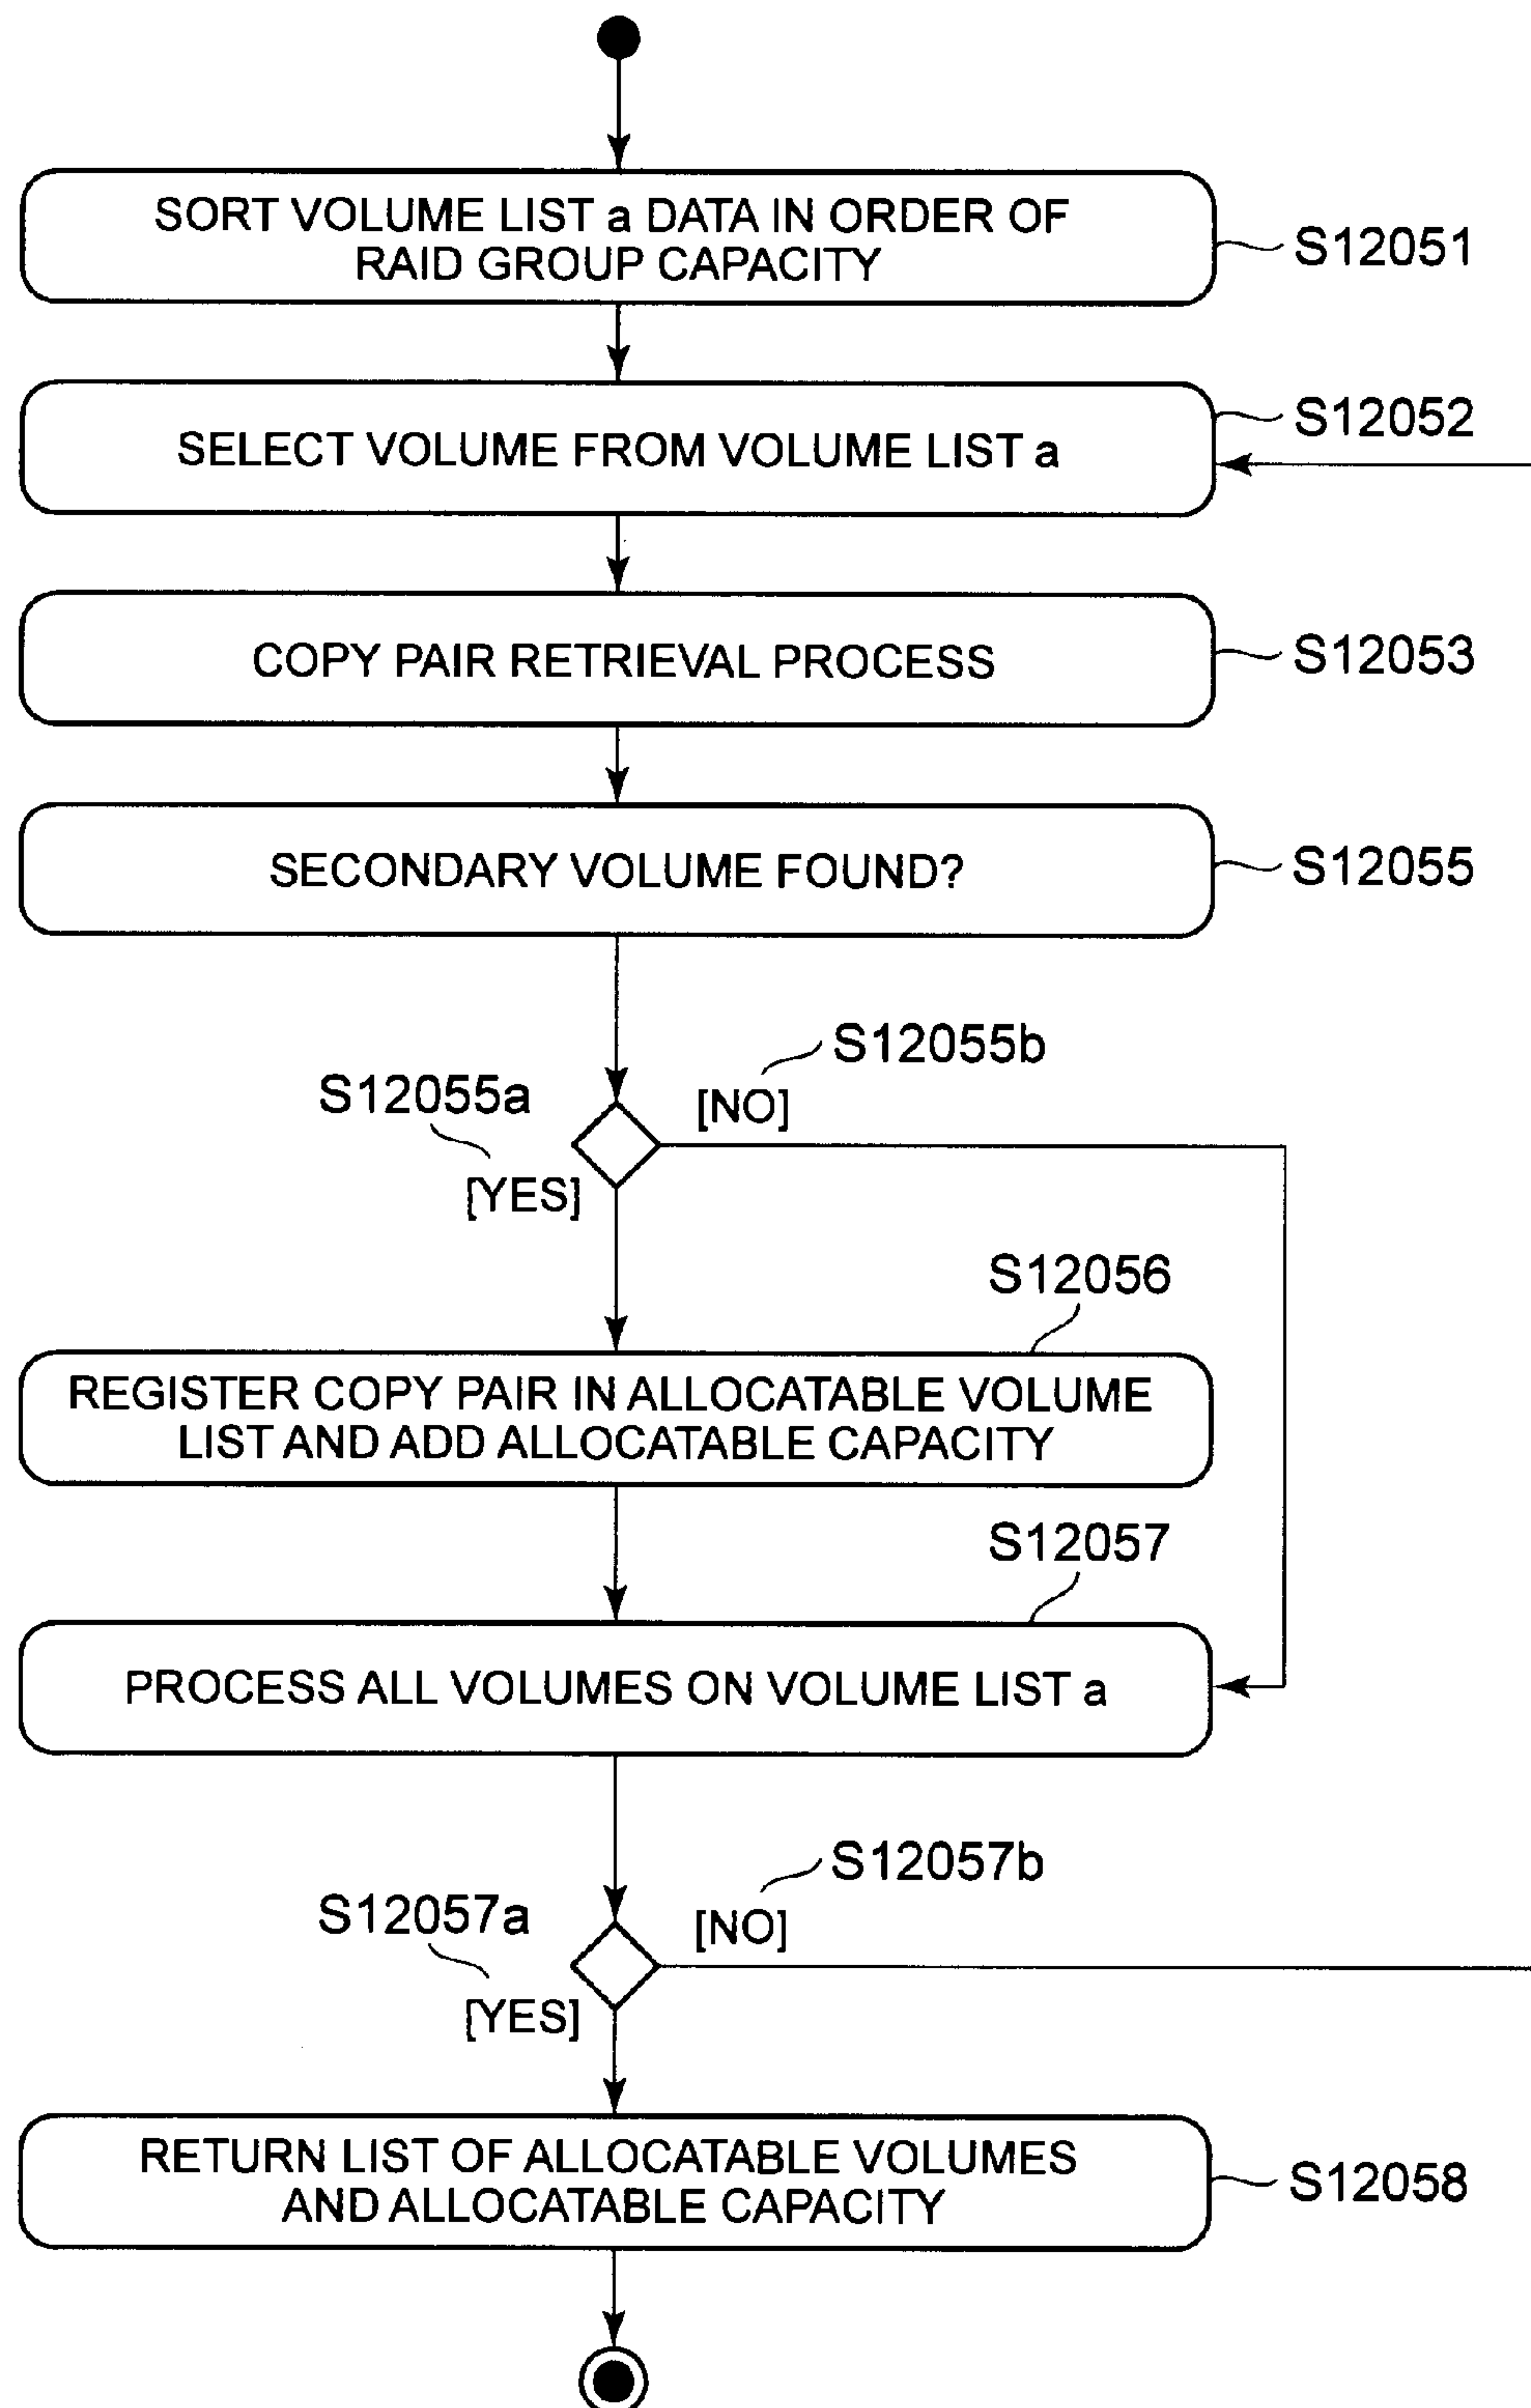 SORT VOLUME LIST a DATA IN ORDER OF
RAID GROUP CAPACITY
S12051
SELECT VOLUME FROM VOLUME LIST a
S12052
COPY PAIR RETRIEVAL PROCESS
S12053
SECONDARY VOLUME FOUND?
S12055
S12055b
S12055a
[NO]
[YES]
S12056
REGISTER COPY PAIR IN ALLOCATABLE VOLUME
LIST AND ADD ALLOCATABLE CAPACITY
S12057
PROCESS ALL VOLUMES ON VOLUME LIST a
S12057b
S12057a
[NO]
[YES]
RETURN LIST OF ALLOCATABLE VOLUMES
AND ALLOCATABLE CAPACITY
S12058